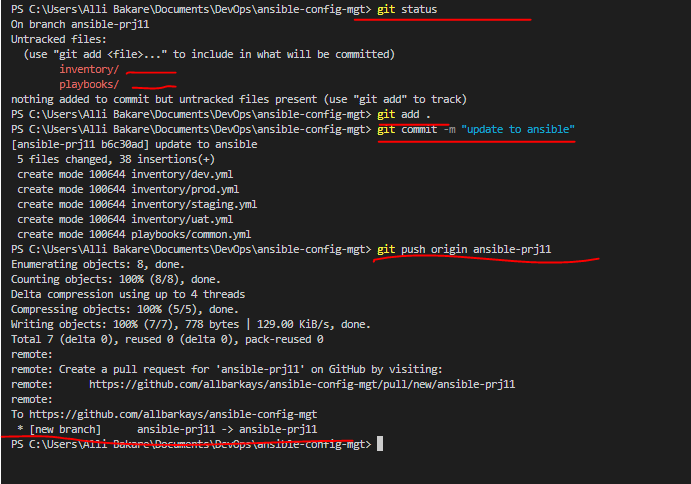 PS C:\Users\Alli Bakare\Documents\DevOps\ansible-config-mgt> git status
On branch ansible-prj11
Untracked files:
  (use "git add <file>..." to include in what will be committed)
        inventory/
        playbooks/
nothing added to commit but untracked files present (use "git add" to track)
PS C:\Users\Alli Bakare\Documents\DevOps\ansible-config-mgt> git add .
PS C:\Users\Alli Bakare\Documents\DevOps\ansible-config-mgt> git commit -m "update to ansible"
[ansible-prj11 b6c30ad] update to ansible
 5 files changed, 38 insertions(+)
 create mode 100644 inventory/dev.yml
 create mode 100644 inventory/prod.yml
 create mode 100644 inventory/staging.yml
 create mode 100644 inventory/uat.yml
 create mode 100644 playbooks/common.yml
PS C:\Users\Alli Bakare\Documents\DevOps\ansible-config-mgt> git push origin ansible-prj11
Enumerating objects: 8, done.
Counting objects: 100% (8/8), done.
Delta compression using up to 4 threads
Compressing objects: 100% (5/5), done.
Writing objects: 100% (7/7), 778 bytes | 129.00 KiB/s, done.
Total 7 (delta 0), reused 0 (delta 0), pack-reused 0
remote:
remote: Create a pull request for 'ansible-prj11' on GitHub by visiting:
remote:      https://github.com/allbarkays/ansible-config-mgt/pull/new/ansible-prj11
remote:
To https://github.com/allbarkays/ansible-config-mgt
 * [new branch]      ansible-prj11 -> ansible-prj11
PS C:\Users\Alli Bakare\Documents\DevOps\ansible-config-mgt>